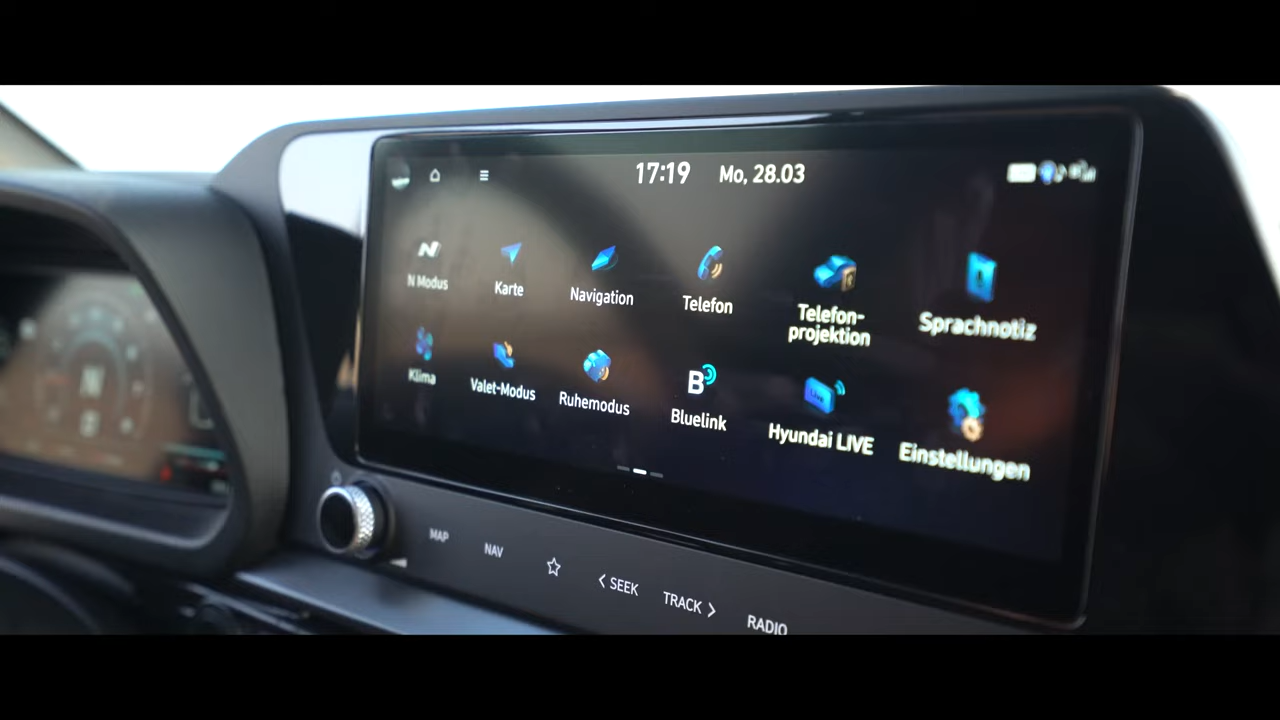 17:19 Mo, 28.03
N Modus
Karte
Navigation
Telefon
Telefon-
projektion
Sprachnotiz
Klima
Valet-Modus
Ruhemodus
B
Bluelink
Live
Hyundai LIVE
Einstellungen
MAP
NAV
< SEEK
TRACK >
RADIO